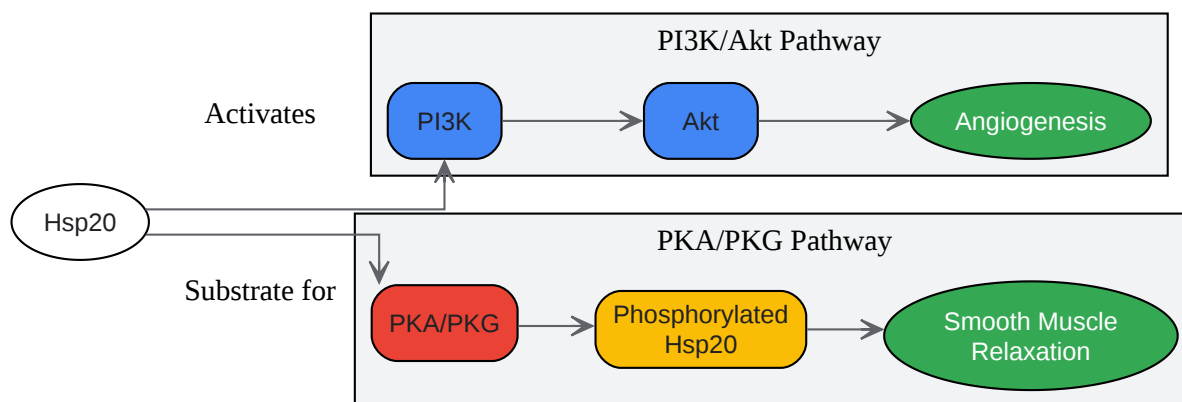 PI3K/Akt Pathway
Activates
PI3K
Akt
Angiogenesis
Hsp20
PKA/PKG Pathway
Substrate for
PKA/PKG
Phosphorylated
Hsp20
Smooth Muscle
Relaxation